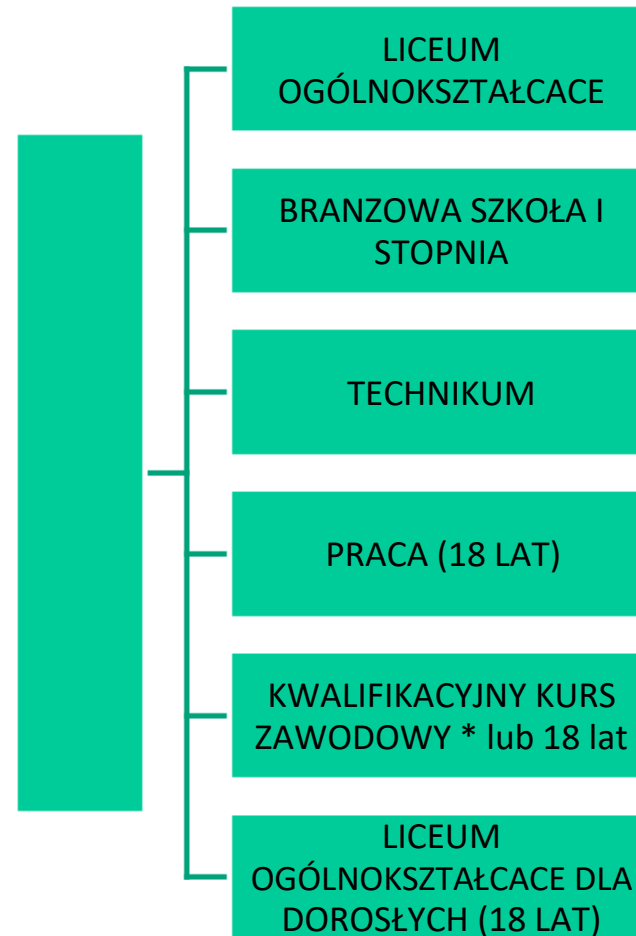 LICEUM
OGÓLNOKSZTAŁCACE
BRANZOWA SZKOŁA I
STOPNIA
TECHNIKUM
PRACA (18 LAT)
KWALIFIKACYJNY KURS
ZAWODOWY * lub 18 lat
LICEUM
OGÓLNOKSZTAŁCACE DLA
DOROSŁYCH (18 LAT)